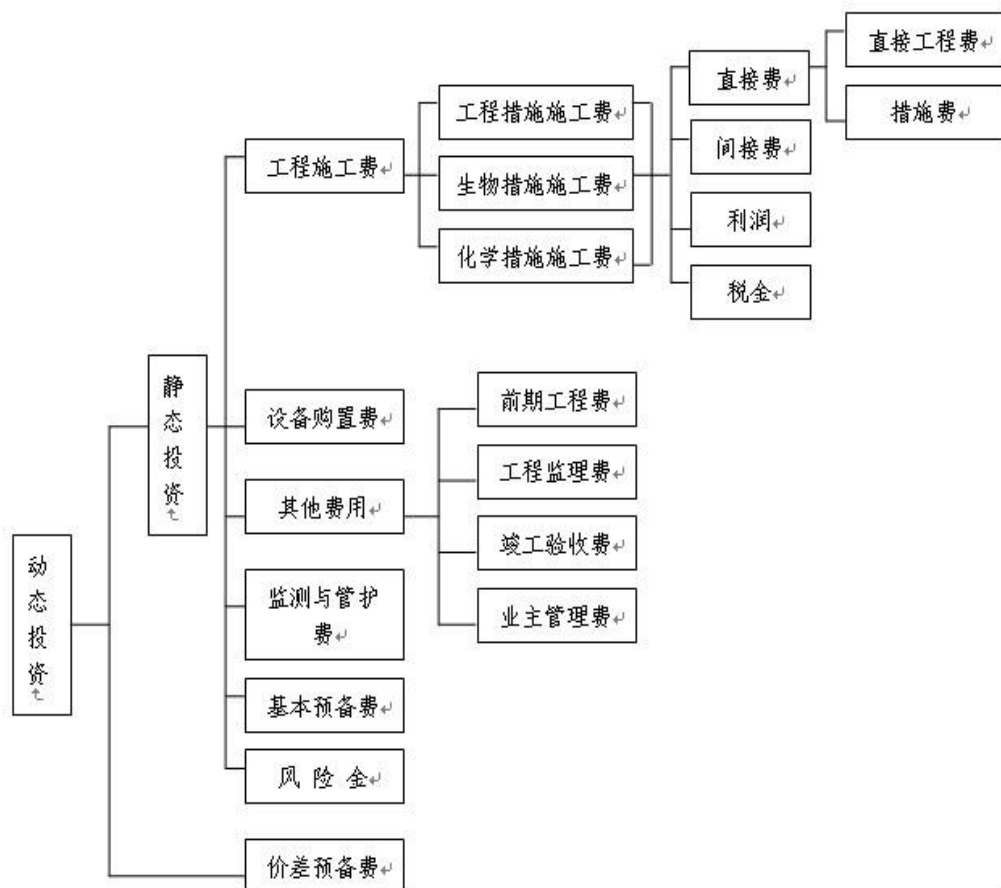 直接工程费
直接费
措施费
工程措施施工费
间接费
工程施工费
生物措施施工费
利润
化学措施施工费
税金
静态投资
前期工程费
设备购置费
工程监理费
其他费用
竣工验收费
动态投资
监测与管护
费
业主管理费
基本预备费
风 险 金
价差预备费